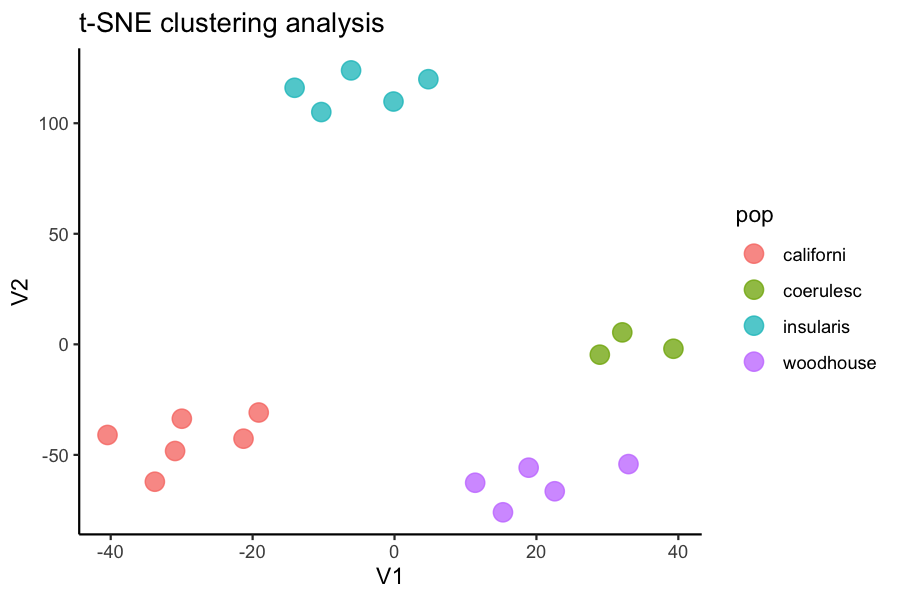 t-SNE clustering analysis
100
50
0
-50
V2
-40
-20
0
20
40
V1
pop
californi
coerulesc
insularis
woodhouse